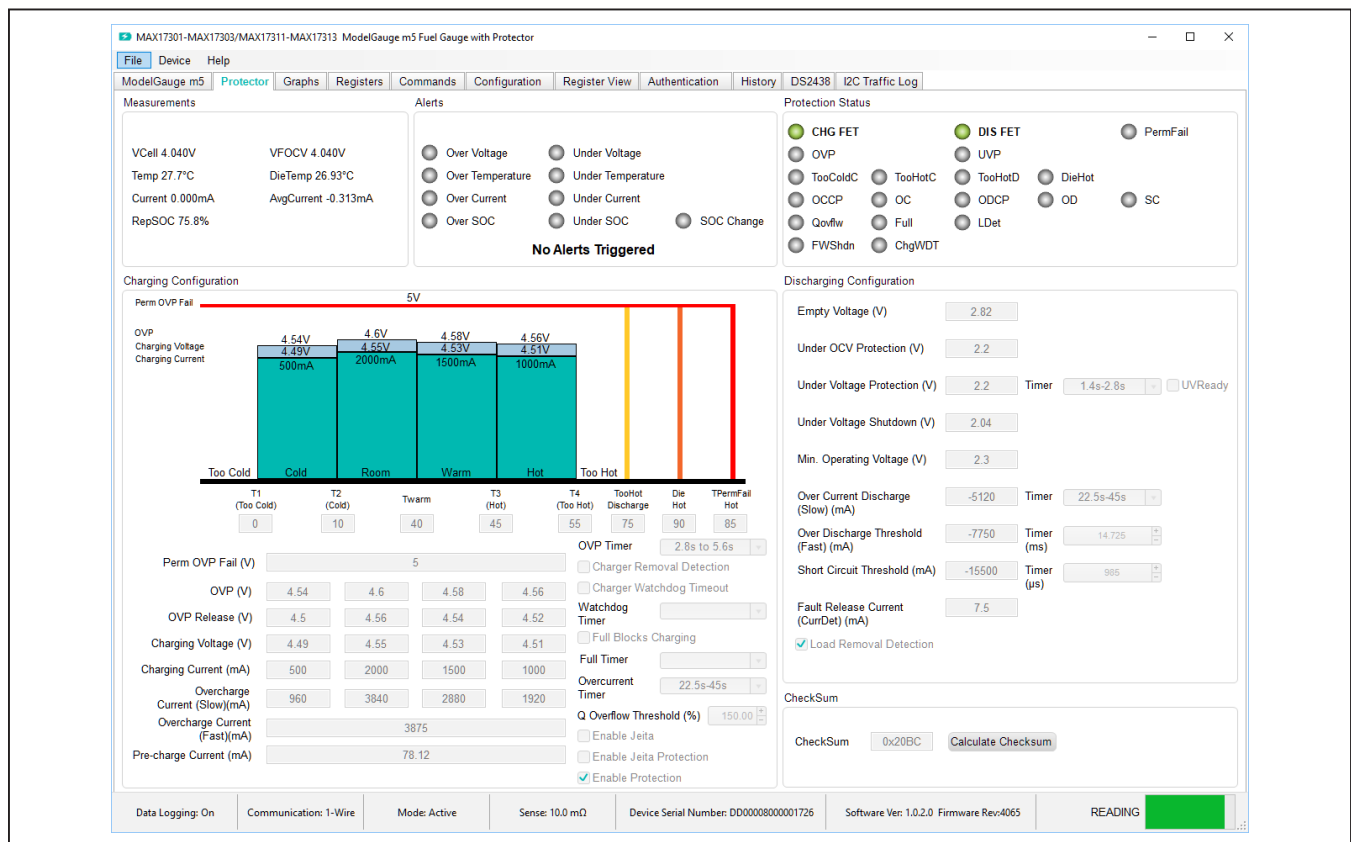 MAX17301-MAX17303/MAX17311-MAX17313 ModelGauge m5 Fuel Gauge with Protector
File Device Help
ModelGauge m5 Protector Graphs Registers Commands Configuration Register View Authentication History DS2438 I2C Traffic Log
Measurements
VCell 4.040V VFOCV 4.040V
Temp 27.7°C DieTemp 26.93°C
Current 0.000mA AvgCurrent -0.313mA
RepSOC 75.8%
Alerts
Over Voltage Under Voltage
Over Temperature Under Temperature
Over Current Under Current
Over SOC Under SOC SOC Change
No Alerts Triggered
Protection Status
CHG FET DIS FET PermFail
OVP UVP
TooColdC TooHotC TooHotD DieHot
OCCP OC ODCP OD SC
Qovflw Full LDet
FWShdn ChgWDT
Charging Configuration
Perm OVP Fail 5V
OVP 4.54V 4.6V 4.58V 4.56V
Charging Voltage 4.49V 4.55V 4.53V 4.51V
Charging Current 500mA 2000mA 1500mA 1000mA
Too Cold Cold Room Warm Hot Too Hot
T1 (Too Cold) T2 (Cold) Twarm T3 (Hot) T4 (Too Hot) TooHot Discharge Die Hot TPermFail Hot
0 10 40 45 55 75 90 85
Perm OVP Fail (V) 5
OVP (V) 4.54 4.6 4.58 4.56
OVP Release (V) 4.5 4.56 4.54 4.52
Charging Voltage (V) 4.49 4.55 4.53 4.51
Charging Current (mA) 500 2000 1500 1000
Overcharge Current (Slow)(mA) 960 3840 2880 1920
Overcharge Current (Fast)(mA) 3875
Pre-charge Current (mA) 78.12
OVP Timer 2.8s to 5.6s
Charger Removal Detection
Charger Watchdog Timeout
Watchdog Timer
Full Blocks Charging
Full Timer
Overcurrent Timer 22.5s-45s
Q Overflow Threshold (%) 150.00
Enable Jeita
Enable Jeita Protection
Enable Protection
Discharging Configuration
Empty Voltage (V) 2.82
Under OCV Protection (V) 2.2
Under Voltage Protection (V) 2.2 Timer 1.4s-2.8s UVReady
Under Voltage Shutdown (V) 2.04
Min. Operating Voltage (V) 2.3
Over Current Discharge (Slow) (mA) -5120 Timer 22.5s-45s
Over Discharge Threshold (Fast) (mA) -7750 Timer (ms) 14.725
Short Circuit Threshold (mA) -15500 Timer (µs) 985
Fault Release Current (CurrDet) (mA) 7.5
Load Removal Detection
CheckSum
CheckSum 0x20BC Calculate Checksum
Data Logging: On Communication: 1-Wire Mode: Active Sense: 10.0 mΩ Device Serial Number: DD00008000001726 Software Ver: 1.0.2.0 Firmware Rev:4065 READING